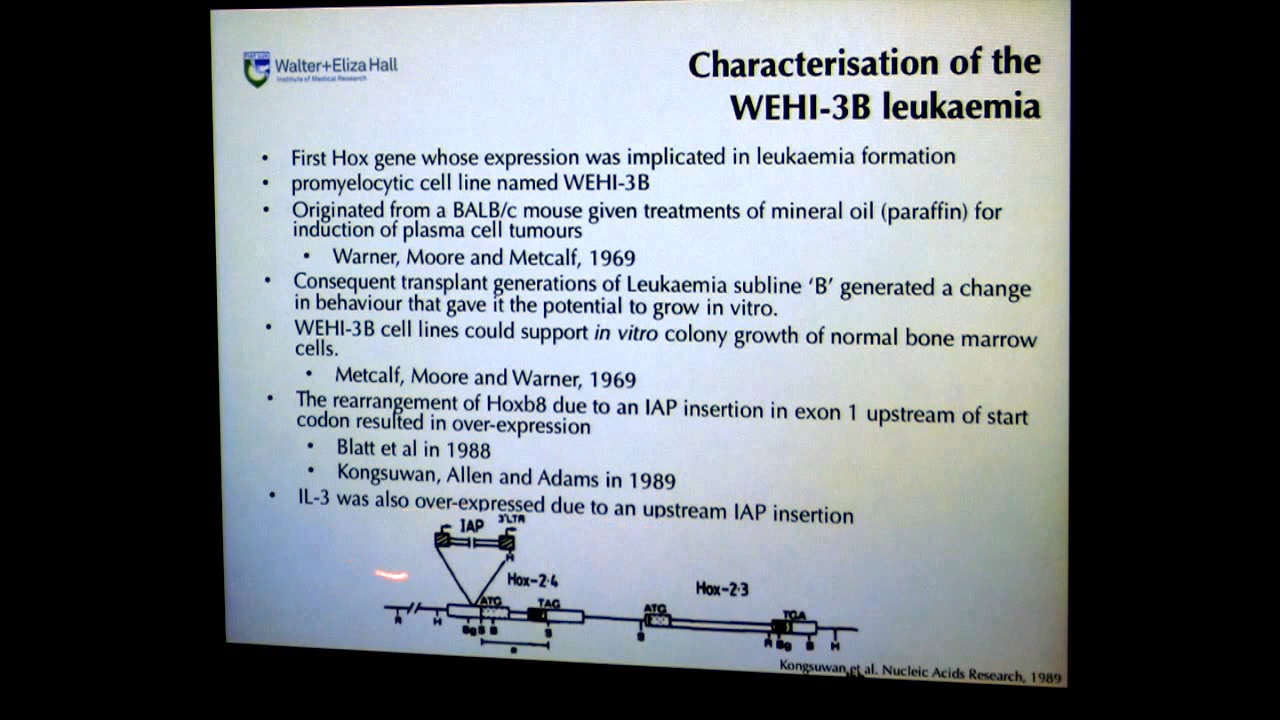 Walter+Eliza Hall
Institute of Medical Research
Characterisation of the
WEHI-3B leukaemia
• First Hox gene whose expression was implicated in leukaemia formation
• promyelocytic cell line named WEHI-3B
• Originated from a BALB/c mouse given treatments of mineral oil (paraffin) for
induction of plasma cell tumours
• Warner, Moore and Metcalf, 1969
• Consequent transplant generations of Leukaemia subline ‘B’ generated a change
in behaviour that gave it the potential to grow in vitro.
• WEHI-3B cell lines could support in vitro colony growth of normal bone marrow
cells.
• Metcalf, Moore and Warner, 1969
• The rearrangement of Hoxb8 due to an IAP insertion in exon 1 upstream of start
codon resulted in over-expression
• Blatt et al in 1988
• Kongsuwan, Allen and Adams in 1989
• IL-3 was also over-expressed due to an upstream IAP insertion
IAP 3'LTR
H
Hox-2·4 Hox-2·3
ATG TAG ATG TGA
R H Bg B B S S R Bg B H
a
Kongsuwan et al. Nucleic Acids Research, 1989